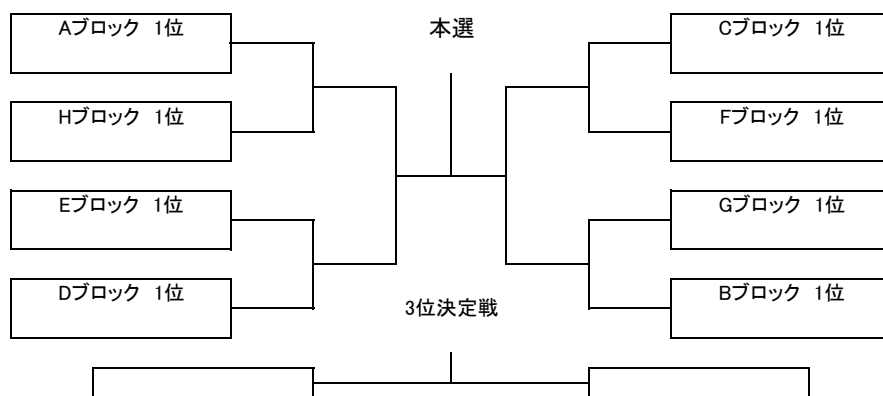 本選
Aブロック 1位
Hブロック 1位
Eブロック 1位
Dブロック 1位
Cブロック 1位
Fブロック 1位
Gブロック 1位
Bブロック 1位
3位決定戦